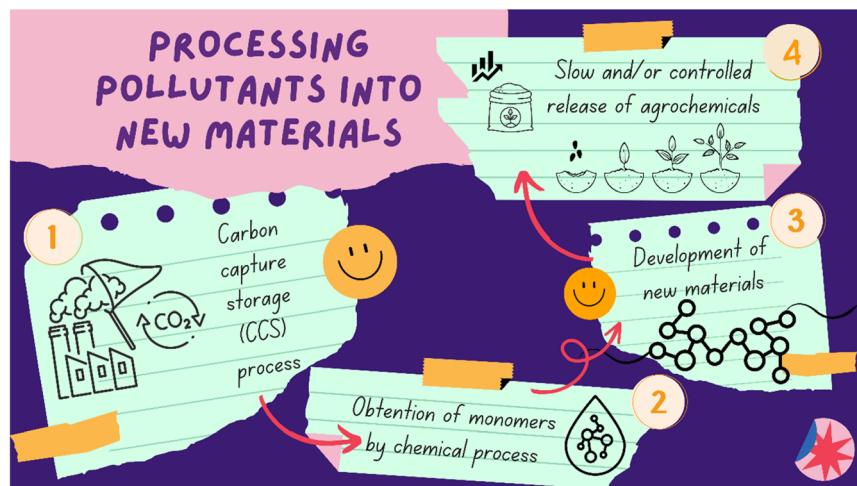 PROCESSING
POLLUTANTS INTO
NEW MATERIALS
1
Carbon
capture
storage
(CCS)
process
CO₂
2
Obtention of monomers
by chemical process
3
Development of
new materials
4
Slow and/or controlled
release of agrochemicals